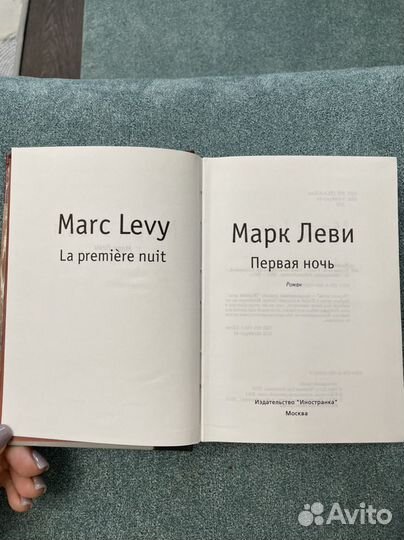 Marc Levy
La première nuit
Марк Леви
Первая ночь
Роман
Издательство "Иностранка"
Москва
Avito